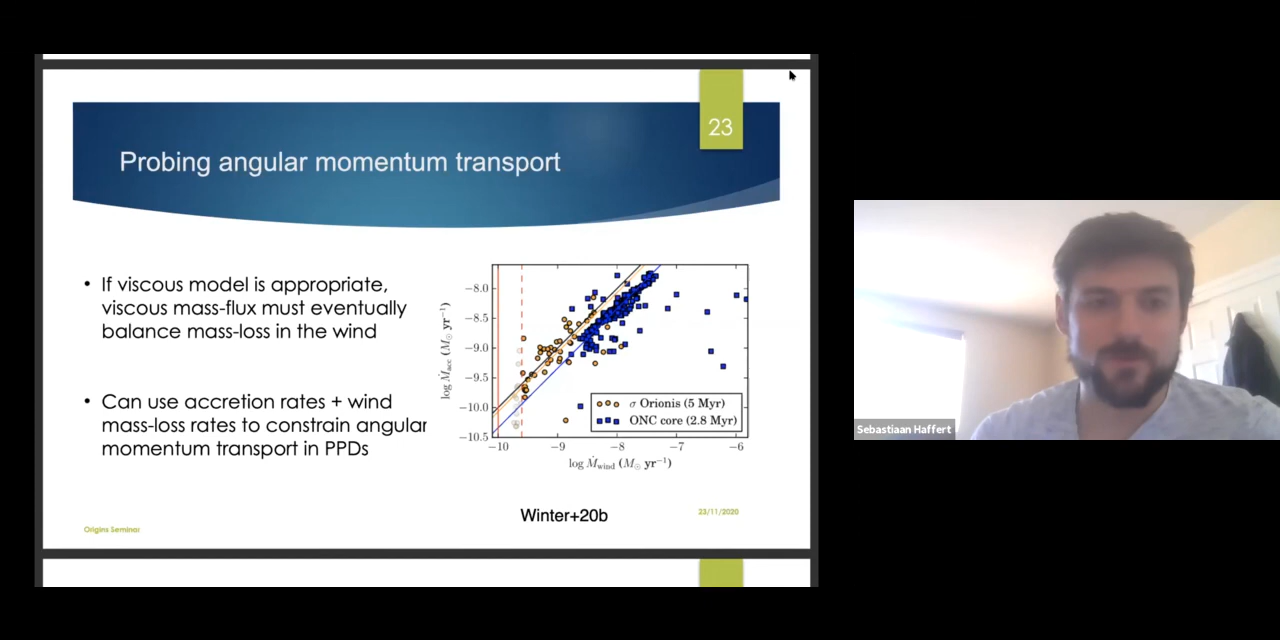 23
Probing angular momentum transport
• If viscous model is appropriate,
viscous mass-flux must eventually
balance mass-loss in the wind
• Can use accretion rates + wind
mass-loss rates to constrain angular
momentum transport in PPDs
log Ṁacc (M⊙ yr⁻¹)
−8.0
−8.5
−9.0
−9.5
−10.0
−10.5
σ Orionis (5 Myr)
ONC core (2.8 Myr)
−10 −9 −8 −7 −6
log Ṁwind (M⊙ yr⁻¹)
Winter+20b
23/11/2020
Origins Seminar
Sebastiaan Haffert